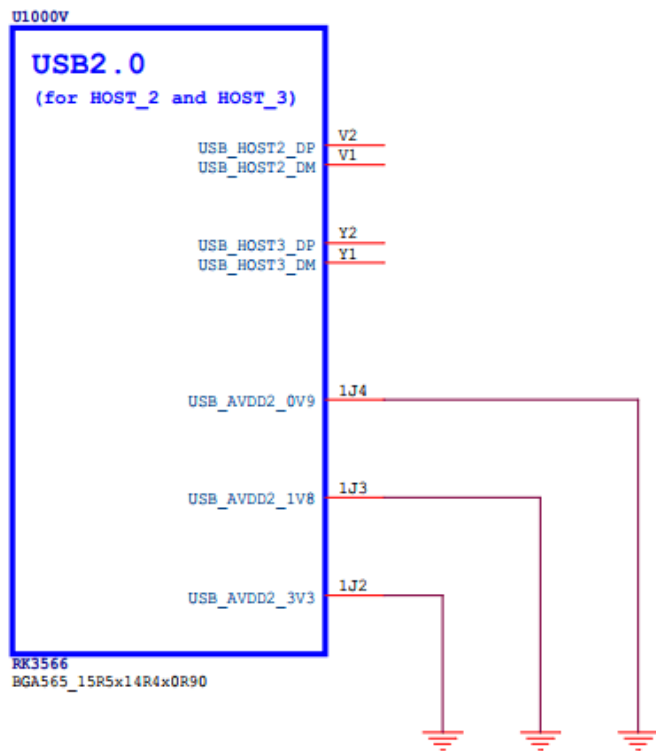 U1000V
USB2.0
(for HOST_2 and HOST_3)
USB_HOST2_DP V2
USB_HOST2_DM V1
USB_HOST3_DP Y2
USB_HOST3_DM Y1
USB_AVDD2_0V9 1J4
USB_AVDD2_1V8 1J3
USB_AVDD2_3V3 1J2
RK3566
BGA565_15R5x14R4x0R90